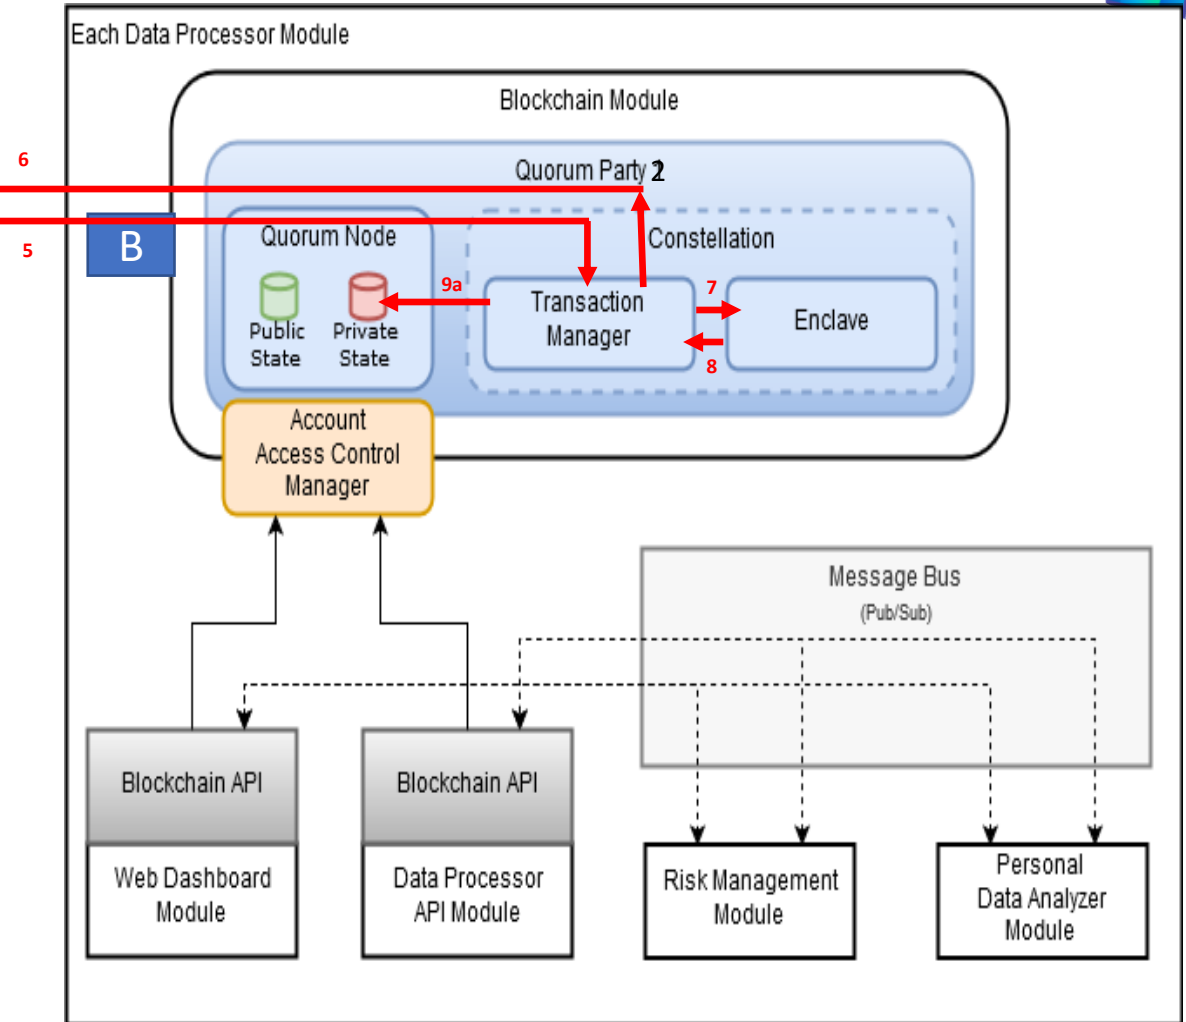 Each Data Processor Module
Blockchain Module
6
Quorum Party
5
B
Quorum Node
Constellation
Public
State
Private
State
9a
Transaction
Manager
7
8
Enclave
Account
Access Control
Manager
Message Bus
(Pub/Sub)
Blockchain API
Blockchain API
Web Dashboard
Module
Data Processor
API Module
Risk Management
Module
Personal
Data Analyzer
Module